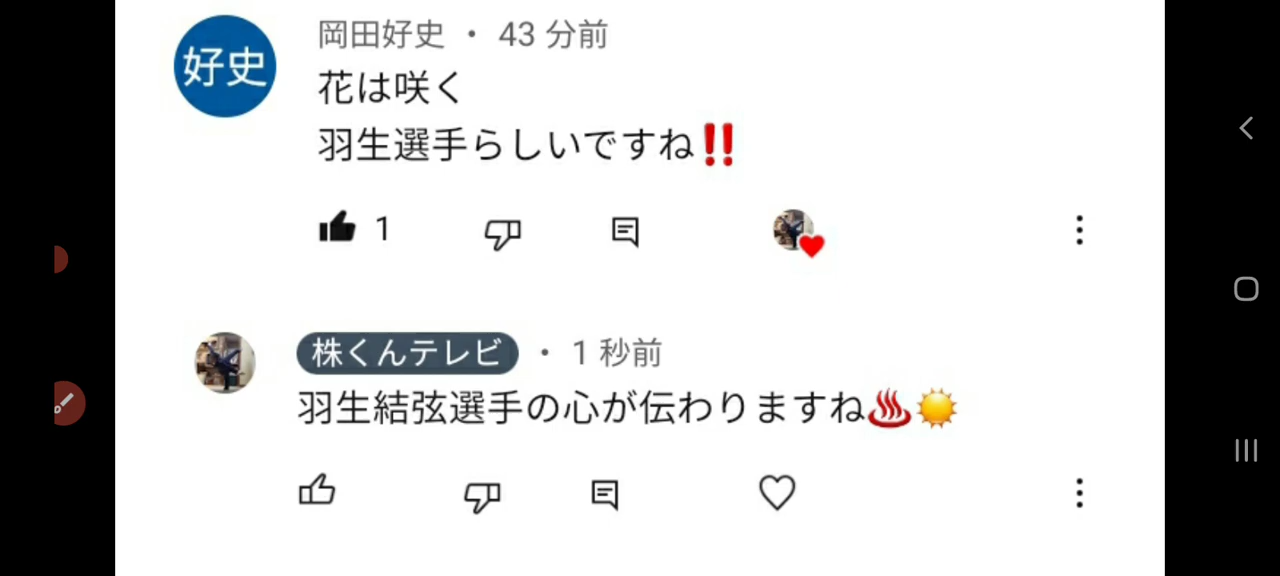 好史
岡田好史 • 43 分前
花は咲く
羽生選手らしいですね‼️
1
株くんテレビ • 1 秒前
羽生結弦選手の心が伝わりますね♨️☀️